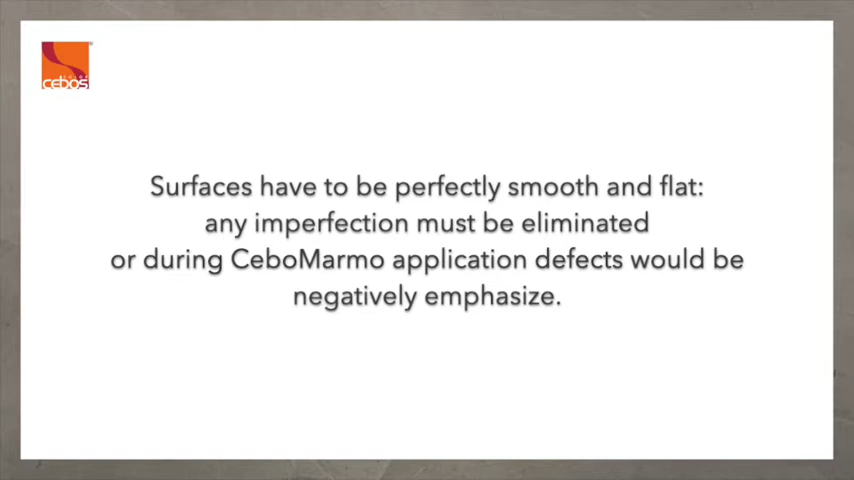 COLOR
cebos
Surfaces have to be perfectly smooth and flat:
any imperfection must be eliminated
or during CeboMarmo application defects would be
negatively emphasize.